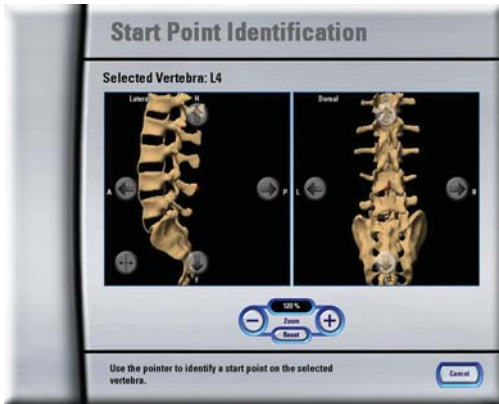 Start Point Identification
Selected Vertebra: L4
Lateral
H
Dorsal
A
P
L
R
F
120 %
Zoom
Reset
Use the pointer to identify a start point on the selected
vertebra.
Cancel